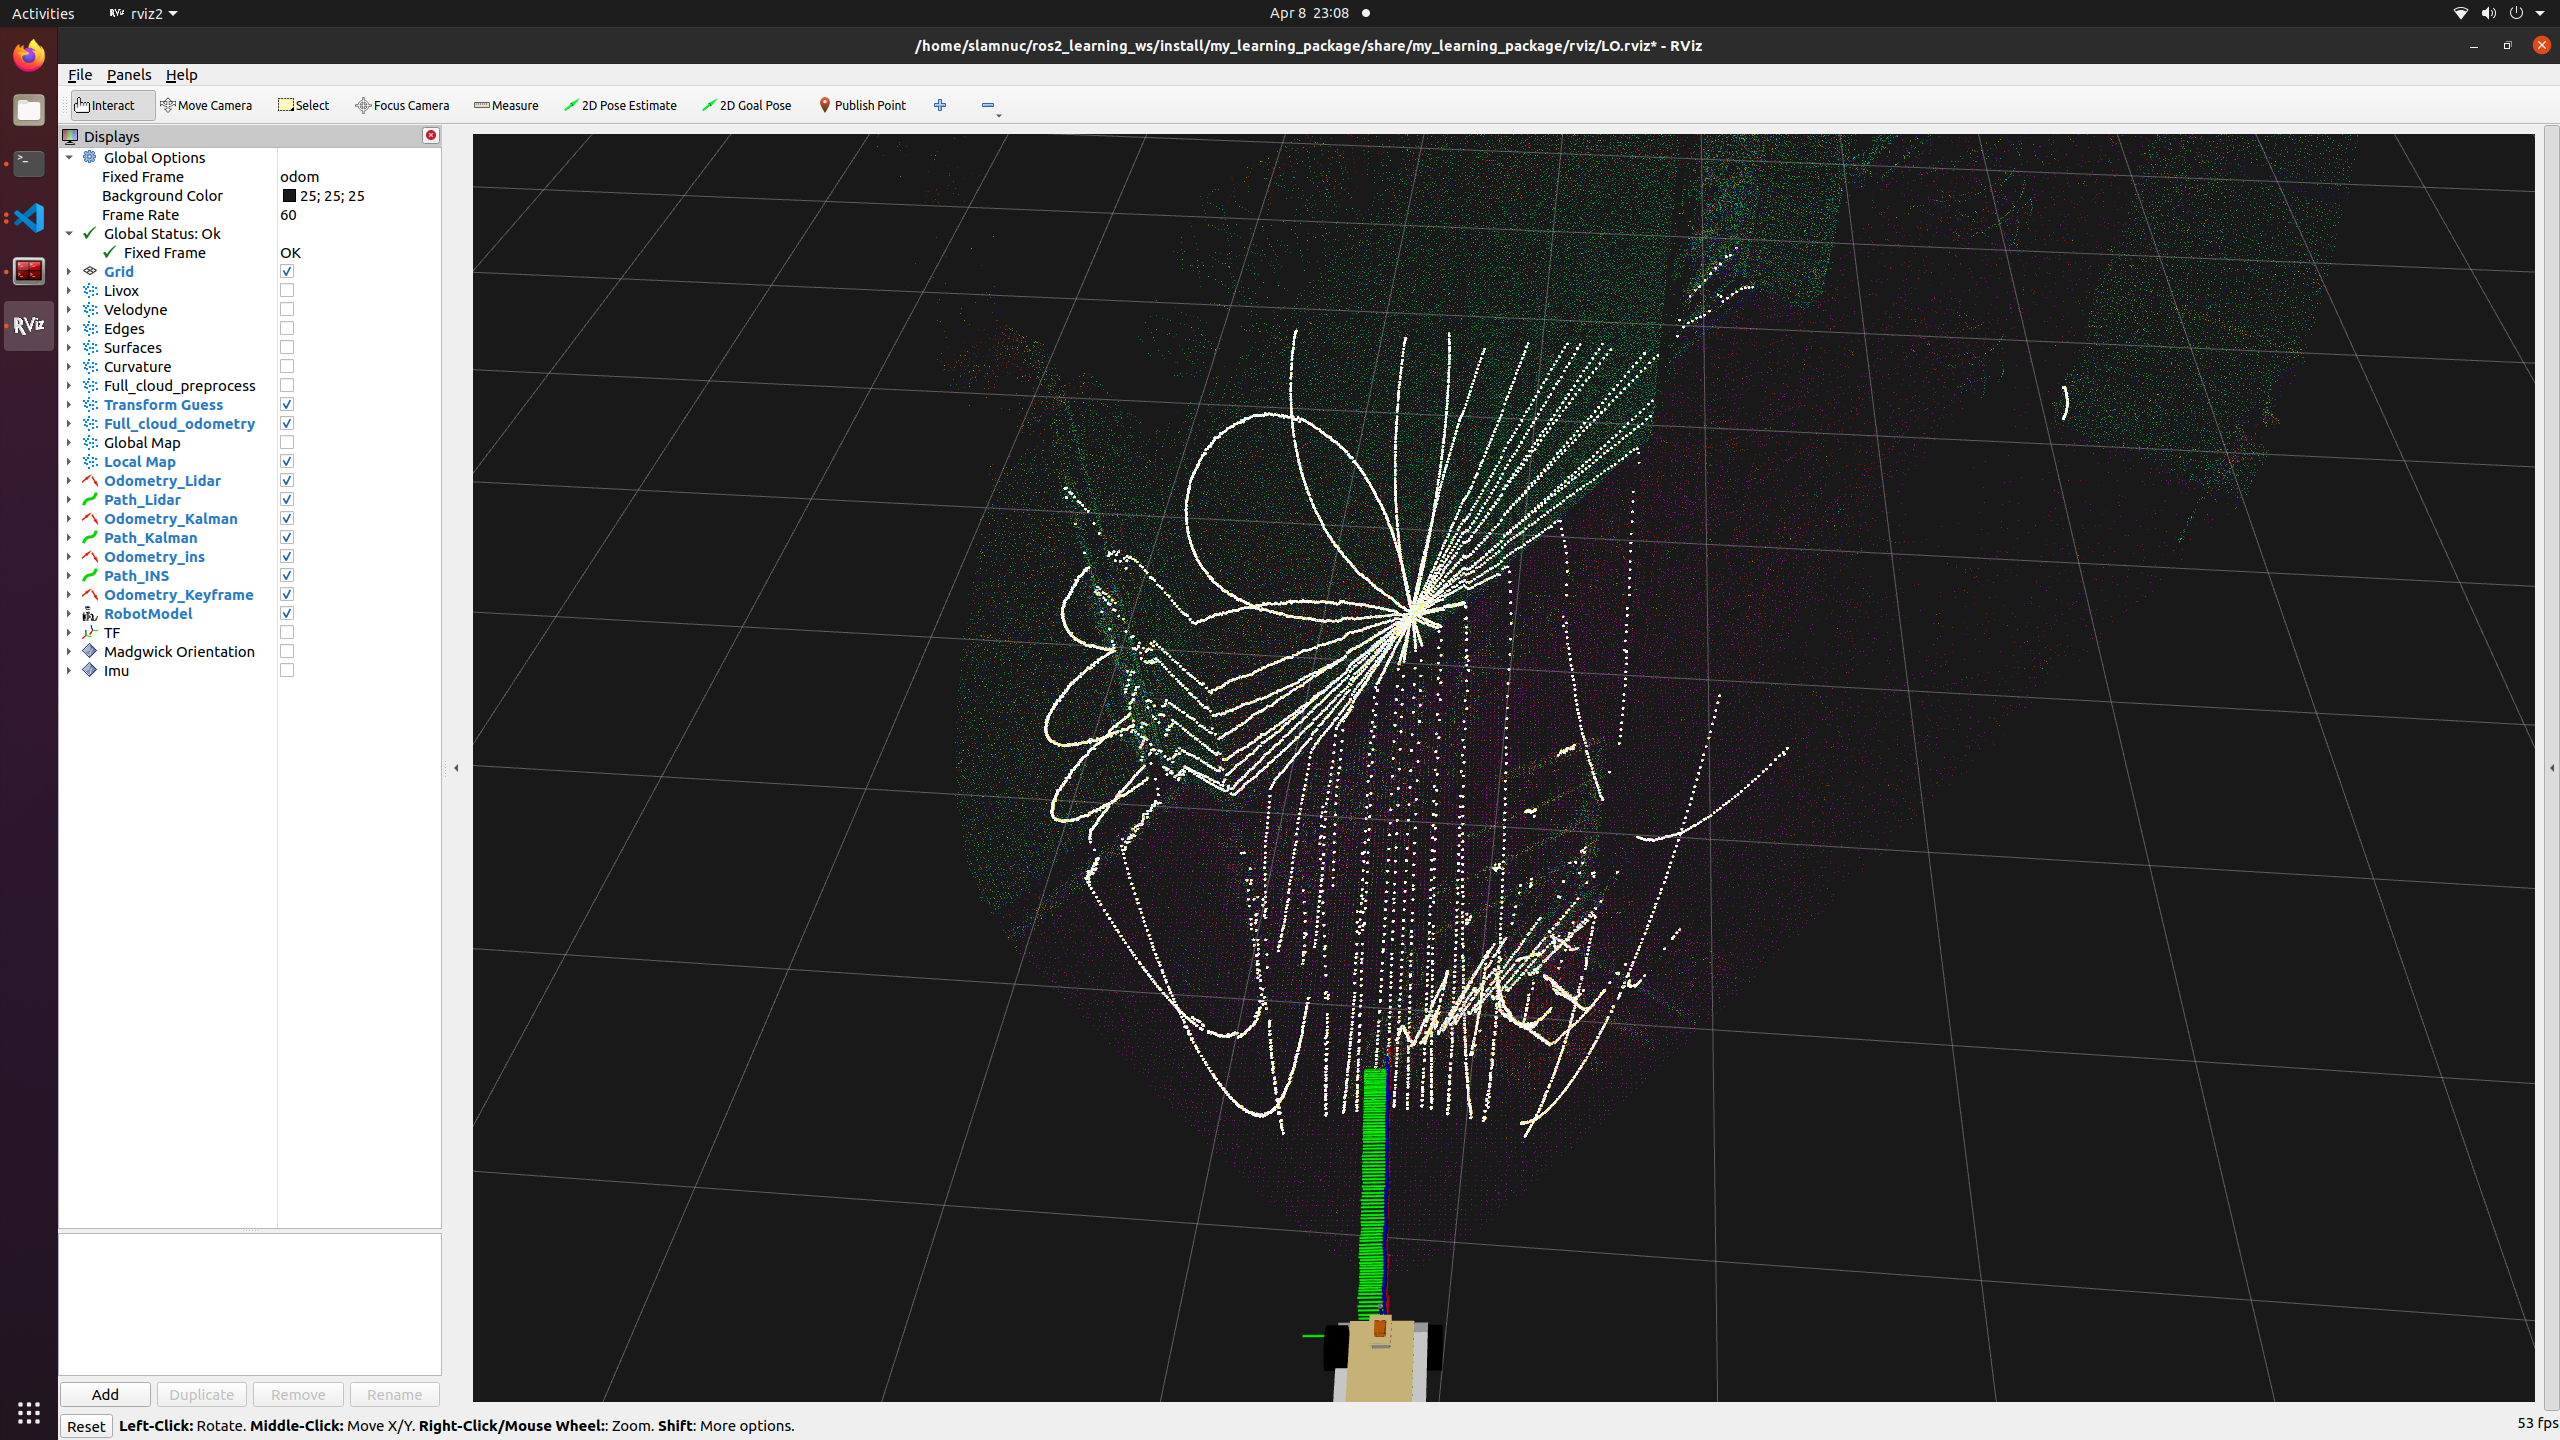 Activities
rviz2
Apr 8 23:08
/home/slamnuc/ros2_learning_ws/install/my_learning_package/share/my_learning_package/rviz/LO.rviz* - RViz
File Panels Help
Interact Move Camera Select Focus Camera Measure 2D Pose Estimate 2D Goal Pose Publish Point
Displays
Global Options
Fixed Frame odom
Background Color 25; 25; 25
Frame Rate 60
Global Status: Ok
Fixed Frame OK
Grid
Livox
Velodyne
Edges
RViz
Surfaces
Curvature
Full_cloud_preprocess
Transform Guess
Full_cloud_odometry
Global Map
Local Map
Odometry_Lidar
Path_Lidar
Odometry_Kalman
Path_Kalman
Odometry_ins
Path_INS
Odometry_Keyframe
RobotModel
TF
Madgwick Orientation
Imu
Add Duplicate Remove Rename
Reset Left-Click: Rotate. Middle-Click: Move X/Y. Right-Click/Mouse Wheel:: Zoom. Shift: More options.
53 fps